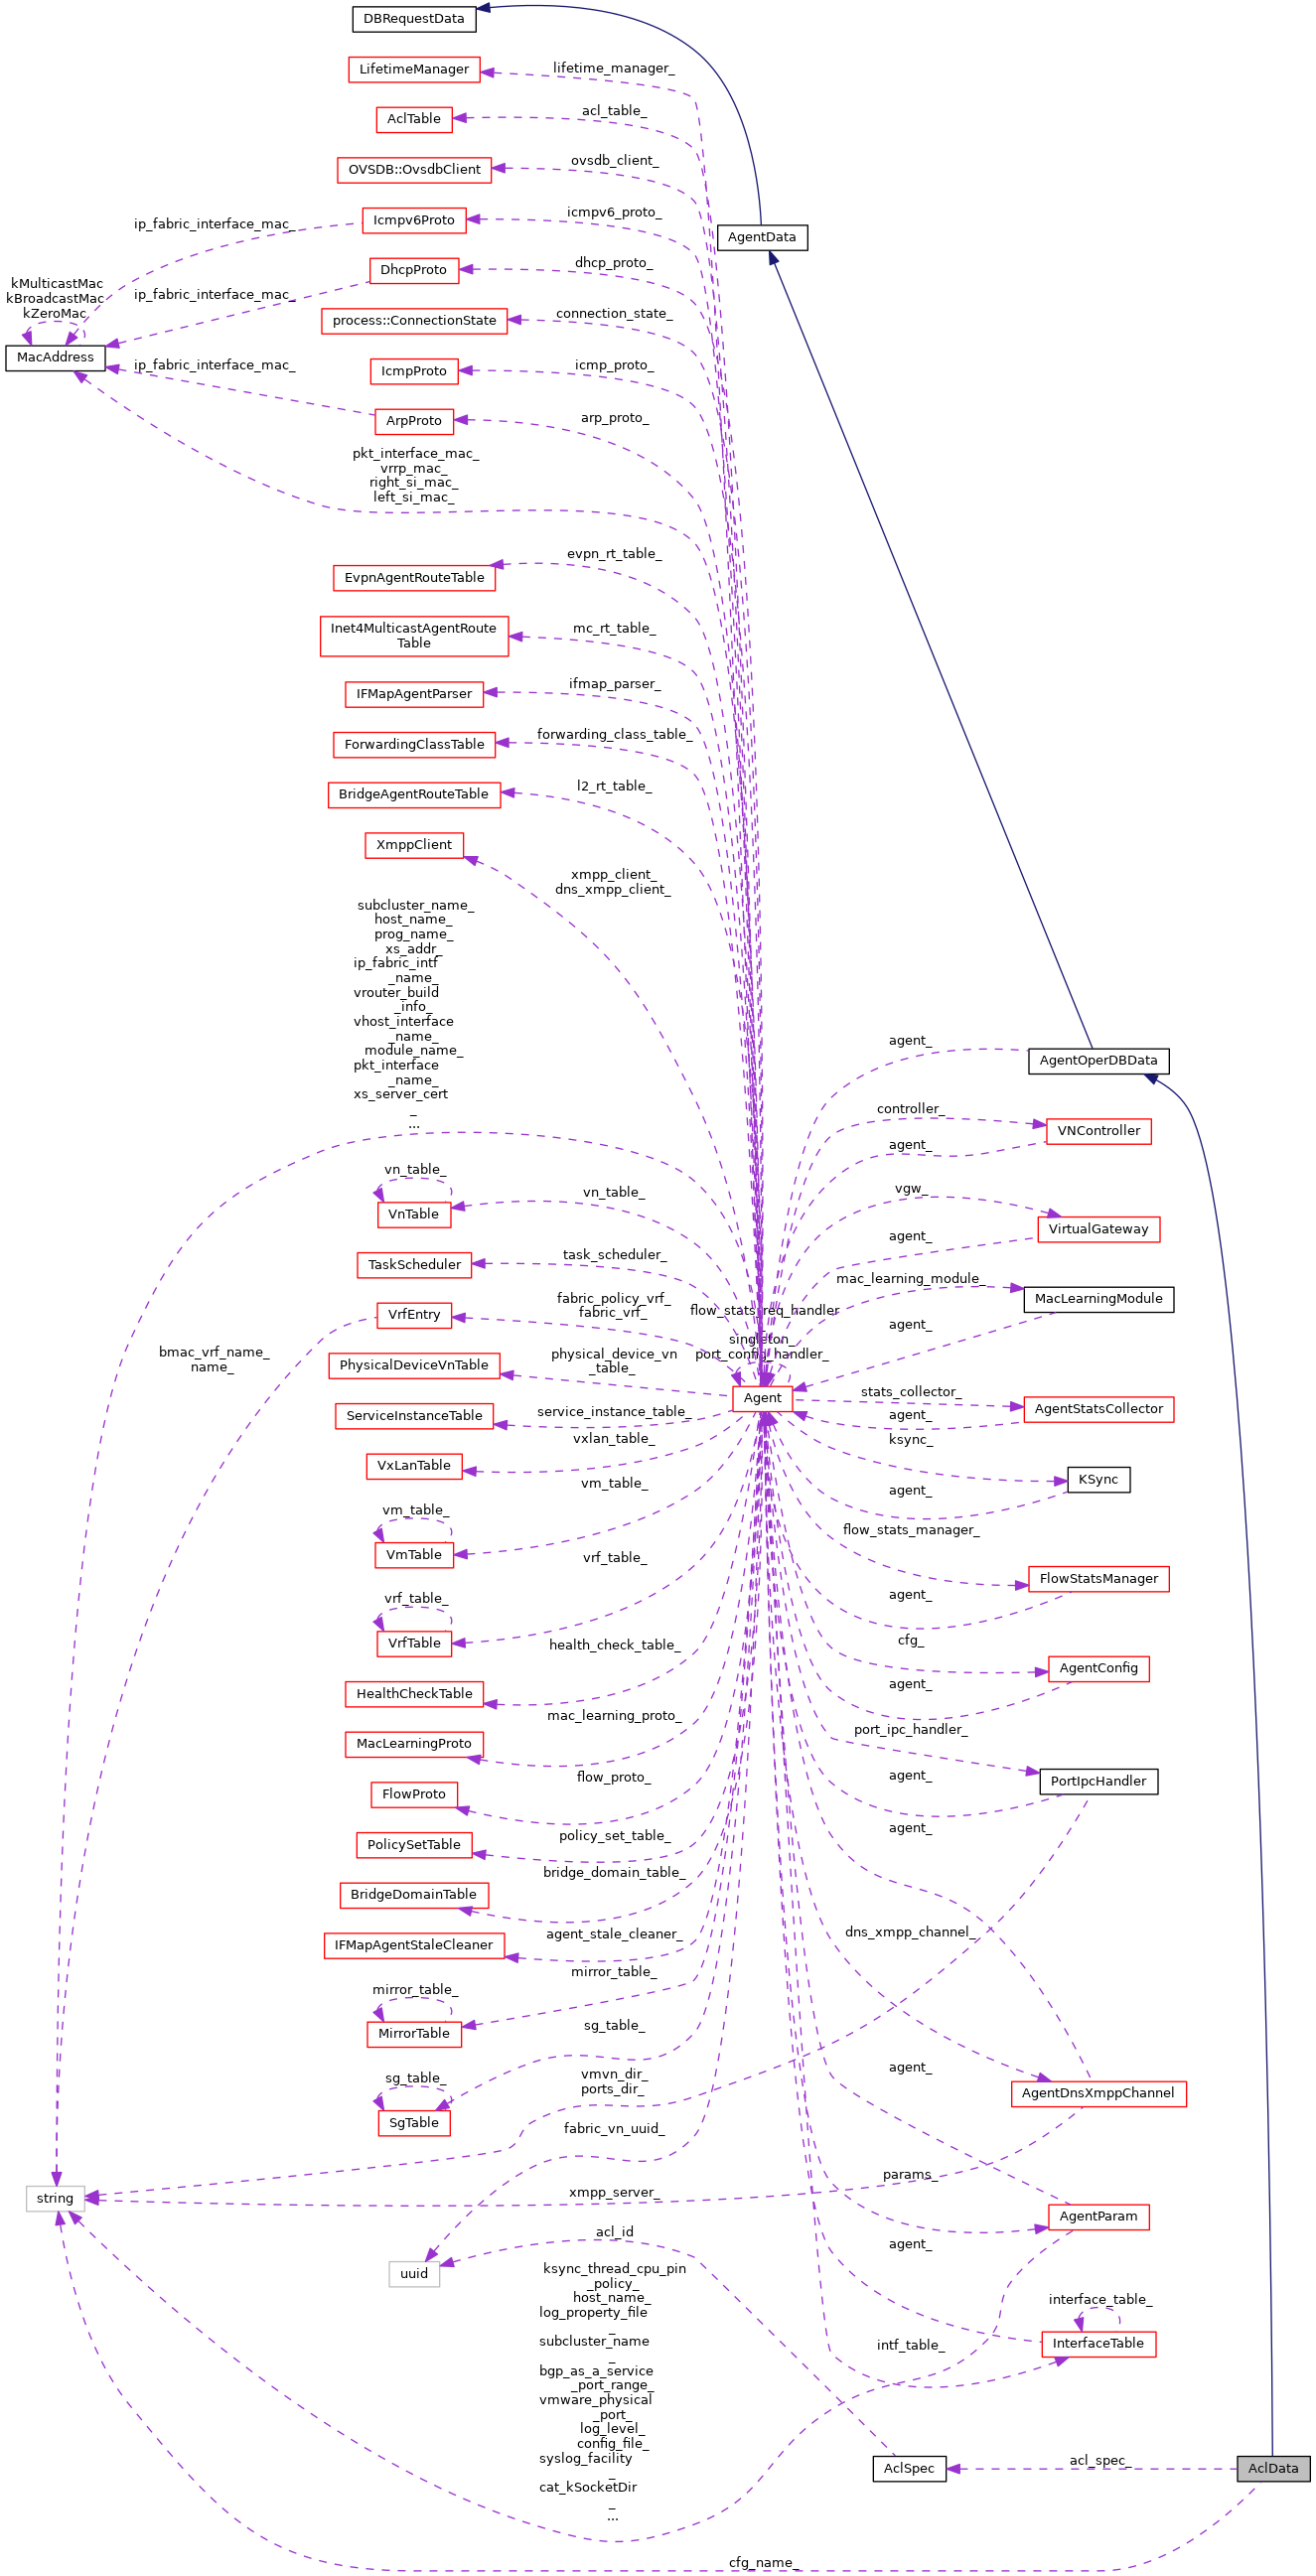 DBRequestData
LifetimeManager
lifetime_manager_
AclTable
acl_table_
OVSDB::OvsdbClient
ovsdb_client_
Icmpv6Proto
icmpv6_proto_
ip_fabric_interface_mac_
AgentData
DhcpProto
dhcp_proto_
ip_fabric_interface_mac_
kMulticastMac
kBroadcastMac
kZeroMac
process::ConnectionState
connection_state_
MacAddress
ip_fabric_interface_mac_
IcmpProto
icmp_proto_
ArpProto
arp_proto_
pkt_interface_mac_
vrrp_mac_
right_si_mac_
left_si_mac_
EvpnAgentRouteTable
evpn_rt_table_
Inet4MulticastAgentRoute
Table
mc_rt_table_
IFMapAgentParser
ifmap_parser_
ForwardingClassTable
forwarding_class_table_
BridgeAgentRouteTable
l2_rt_table_
XmppClient
xmpp_client_
dns_xmpp_client_
subcluster_name_
host_name_
prog_name_
xs_addr_
ip_fabric_intf
_name_
vrouter_build
_info_
vhost_interface
_name_
module_name_
pkt_interface
_name_
xs_server_cert
_
...
agent_
AgentOperDBData
controller_
VNController
agent_
vn_table_
VnTable
vn_table_
vgw_
VirtualGateway
agent_
TaskScheduler
task_scheduler_
mac_learning_module_
MacLearningModule
agent_
VrfEntry
fabric_policy_vrf_
fabric_vrf_
flow_stats_req_handler
_
singleton_
port_config_handler_
bmac_vrf_name_
name_
PhysicalDeviceVnTable
physical_device_vn
_table_
Agent
stats_collector_
AgentStatsCollector
agent_
ServiceInstanceTable
service_instance_table_
VxLanTable
vxlan_table_
ksync_
KSync
agent_
vm_table_
VmTable
vm_table_
flow_stats_manager_
FlowStatsManager
agent_
vrf_table_
VrfTable
vrf_table_
cfg_
AgentConfig
agent_
HealthCheckTable
health_check_table_
MacLearningProto
mac_learning_proto_
port_ipc_handler_
PortIpcHandler
agent_
FlowProto
flow_proto_
PolicySetTable
policy_set_table_
agent_
BridgeDomainTable
bridge_domain_table_
IFMapAgentStaleCleaner
agent_stale_cleaner_
dns_xmpp_channel_
mirror_table_
MirrorTable
mirror_table_
sg_table_
SgTable
sg_table_
vmvn_dir_
ports_dir_
agent_
AgentDnsXmppChannel
fabric_vn_uuid_
params_
string
xmpp_server_
AgentParam
acl_id
uuid
agent_
ksync_thread_cpu_pin
_policy_
host_name_
log_property_file
_
subcluster_name
_
bgp_as_a_service
_port_range_
vmware_physical
_port_
log_level_
config_file_
syslog_facility
_
cat_kSocketDir
_
...
interface_table_
InterfaceTable
intf_table_
AclSpec
acl_spec_
AclData
cfg_name_